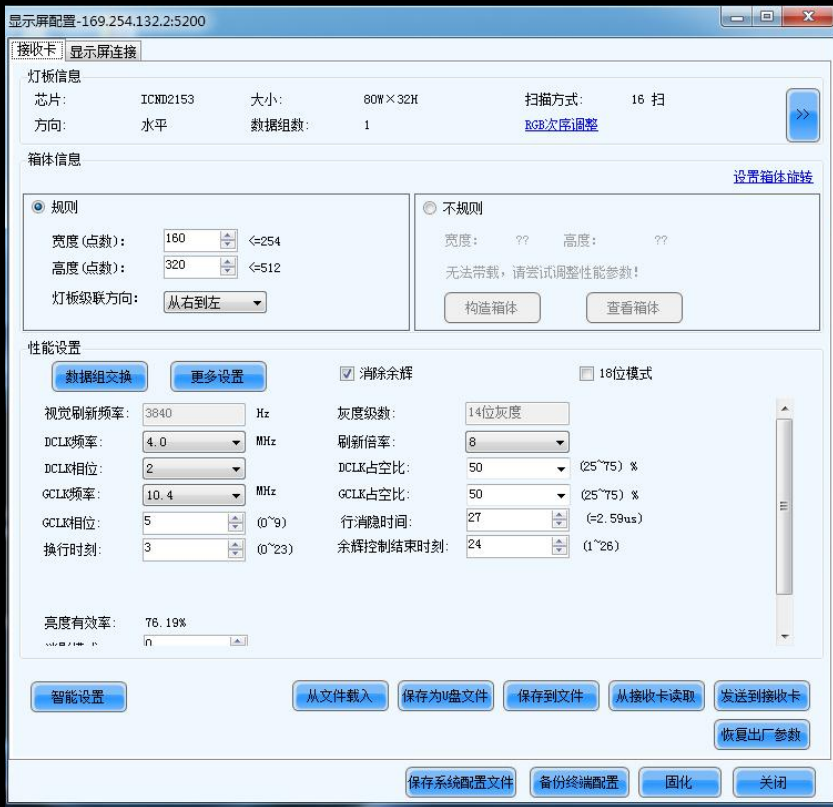 显示屏配置-169.254.132.2:5200
接收卡 显示屏连接
灯板信息
芯片: ICND2153 大小: 80W×32H 扫描方式: 16 扫
方向: 水平 数据组数: 1 RGB次序调整
>>
箱体信息
设置箱体旋转
规则
宽度(点数): 160 <=254
高度(点数): 320 <=512
灯板级联方向: 从右到左
不规则
宽度: ?? 高度: ??
无法带载,请尝试调整性能参数!
构造箱体 查看箱体
性能设置
数据组交换 更多设置 消除余辉 18位模式
视觉刷新频率: 3840 Hz 灰度级数: 14位灰度
DCLK频率: 4.0 MHz 刷新倍率: 8
DCLK相位: 2 DCLK占空比: 50 (25~75) %
GCLK频率: 10.4 MHz GCLK占空比: 50 (25~75) %
GCLK相位: 5 (0~9) 行消隐时间: 27 (=2.59us)
换行时刻: 3 (0~23) 余辉控制结束时刻: 24 (1~26)
亮度有效率: 76.19%
0
智能设置 从文件载入 保存为U盘文件 保存到文件 从接收卡读取 发送到接收卡
恢复出厂参数
保存系统配置文件 备份终端配置 固化 关闭